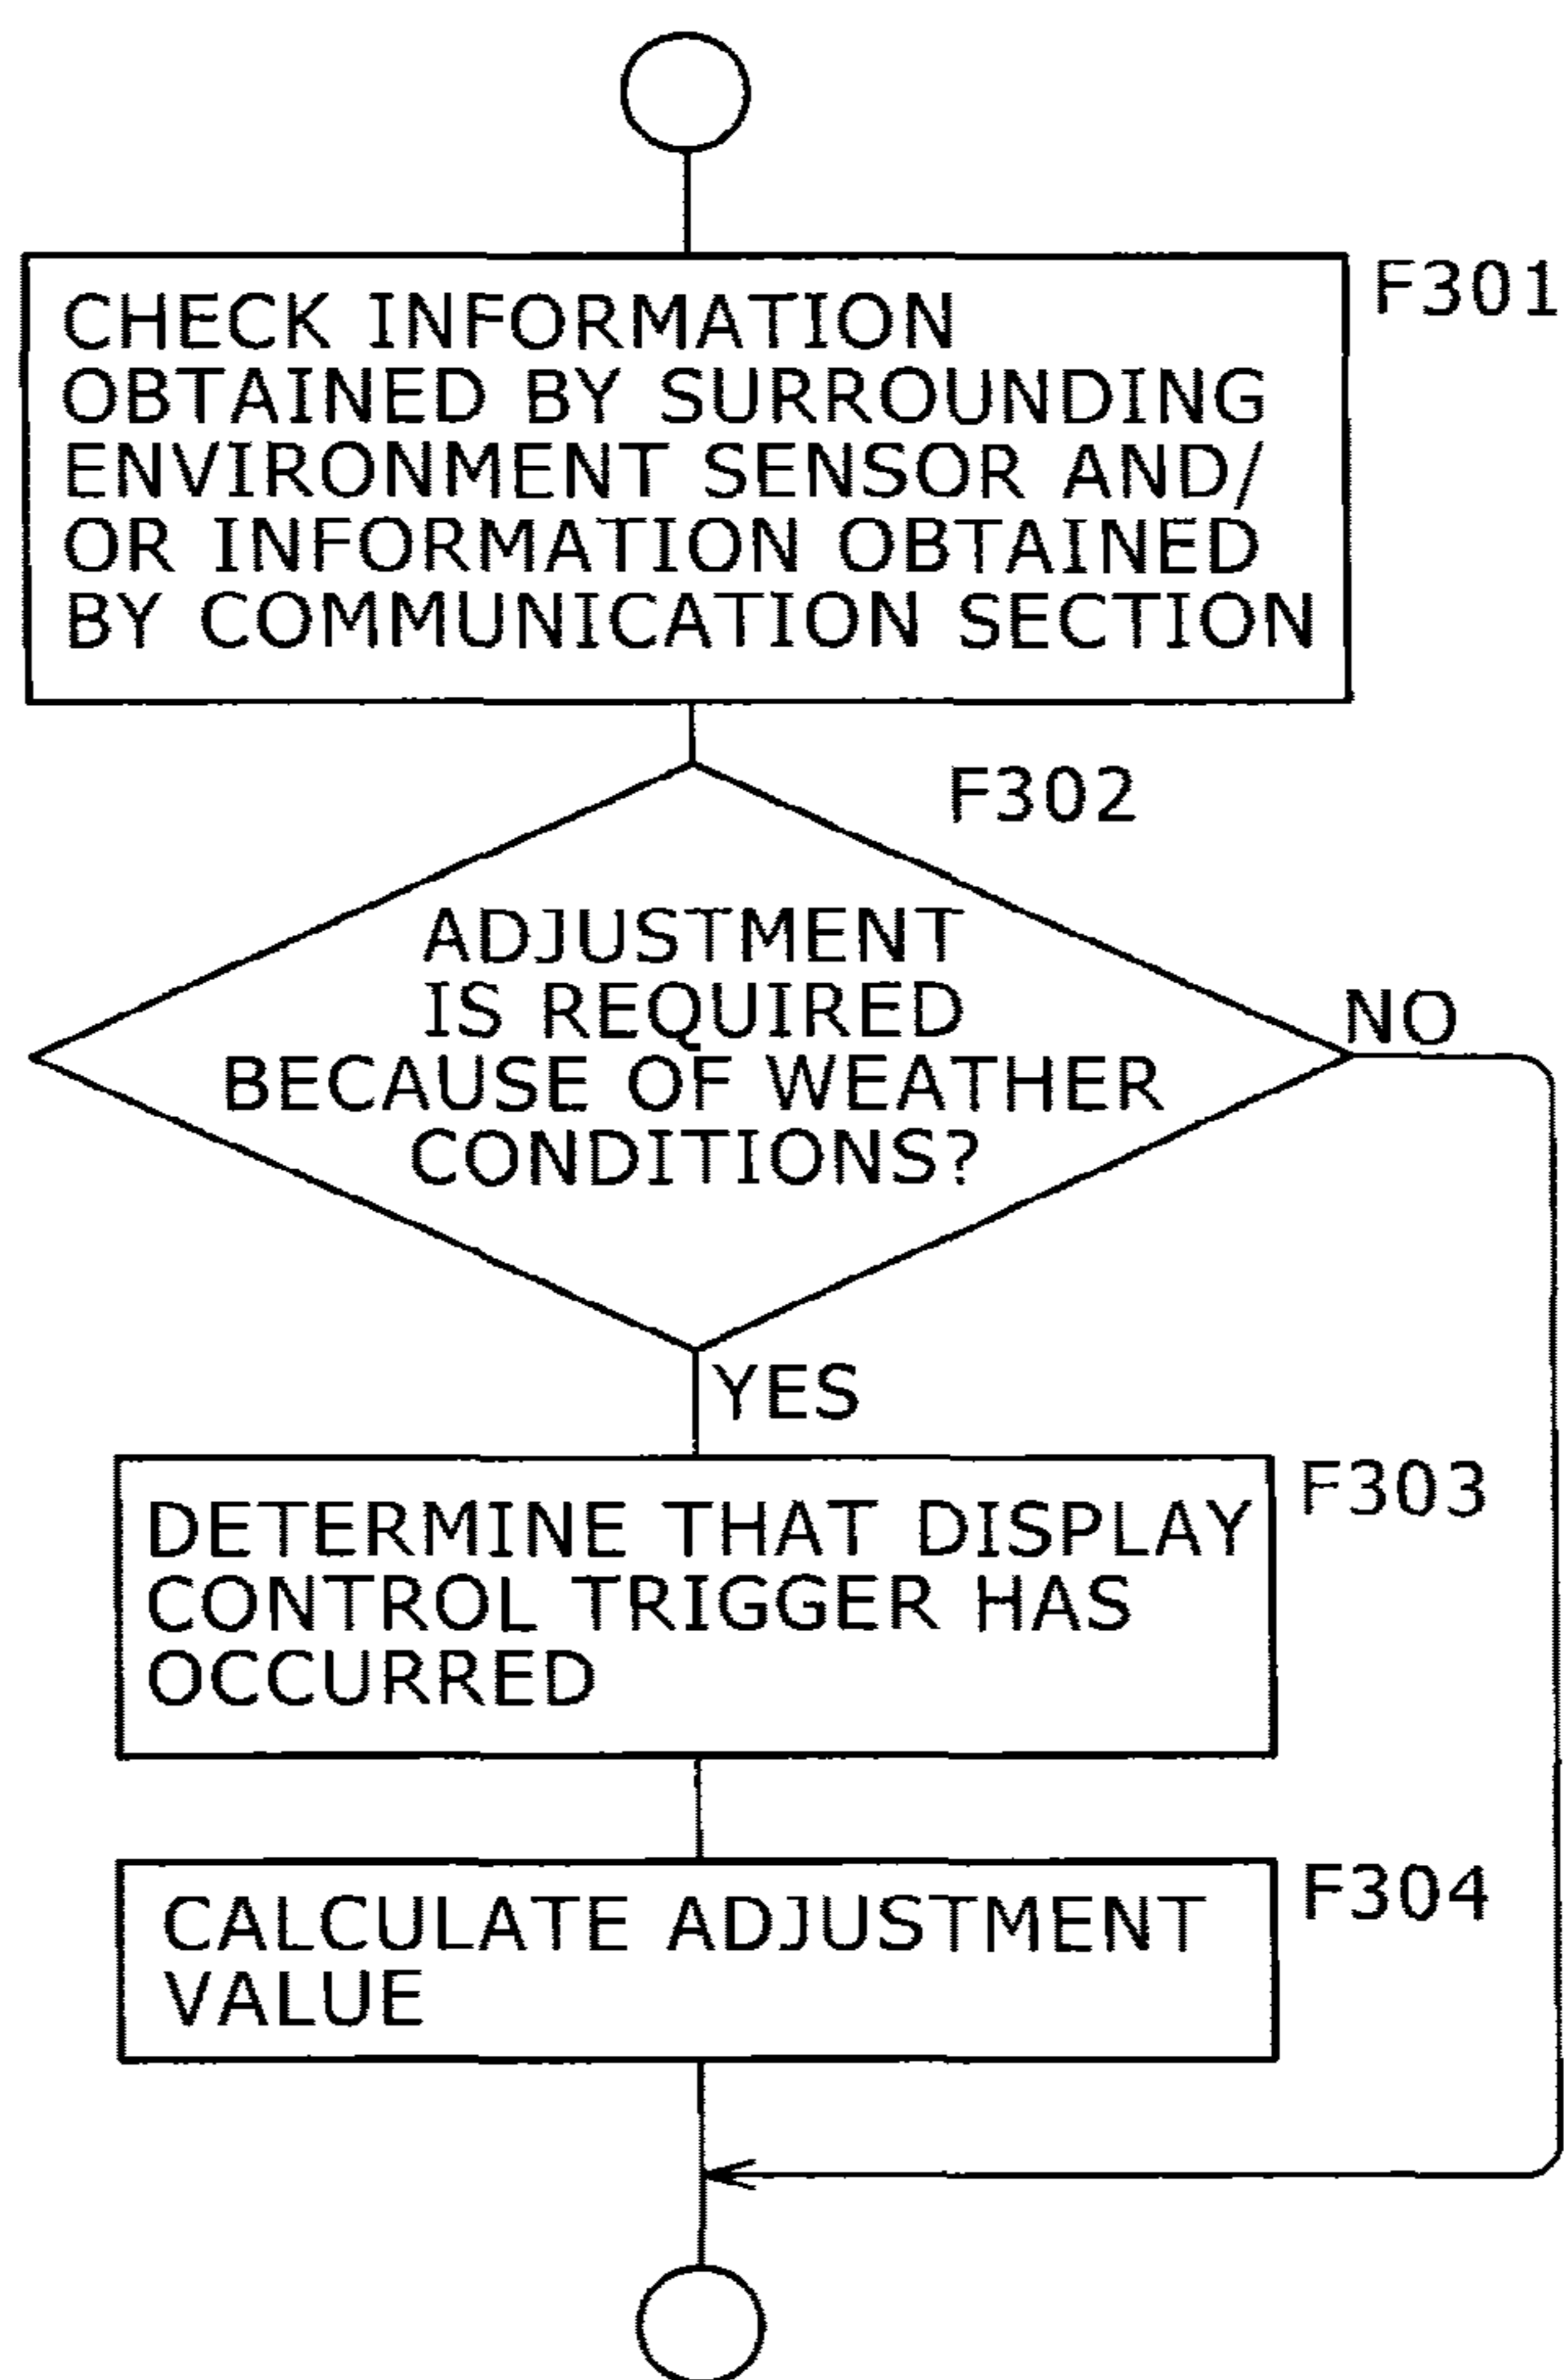 CHECK INFORMATION
OBTAINED BY SURROUNDING
ENVIRONMENT SENSOR AND/
OR INFORMATION OBTAINED
BY COMMUNICATION SECTION
F301
F302
ADJUSTMENT
IS REQUIRED
BECAUSE OF WEATHER
CONDITIONS?
NO
YES
DETERMINE THAT DISPLAY
CONTROL TRIGGER HAS
OCCURRED
F303
CALCULATE ADJUSTMENT
VALUE
F304